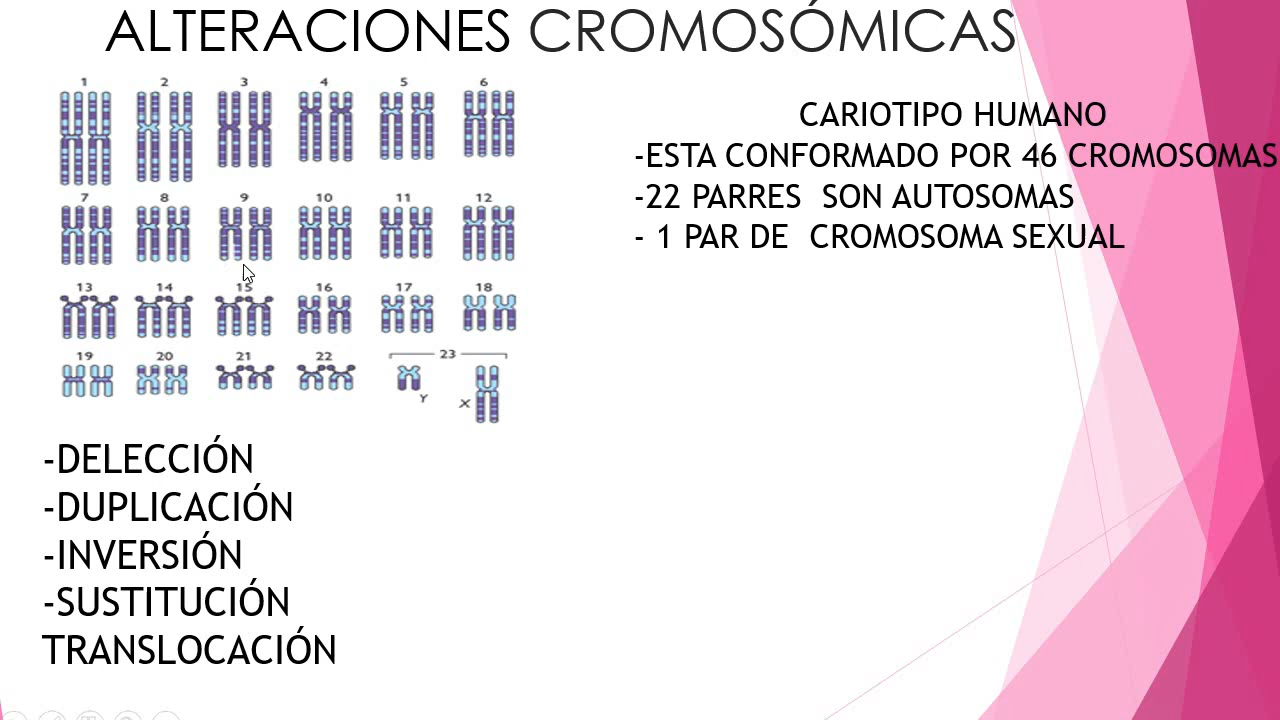 ALTERACIONES CROMOSÓMICAS
1 2 3 4 5 6
7 8 9 10 11 12
13 14 15 16 17 18
19 20 21 22 23
Y X
CARIOTIPO HUMANO
-ESTA CONFORMADO POR 46 CROMOSOMAS
-22 PARRES SON AUTOSOMAS
- 1 PAR DE CROMOSOMA SEXUAL
-DELECCIÓN
-DUPLICACIÓN
-INVERSIÓN
-SUSTITUCIÓN
TRANSLOCACIÓN